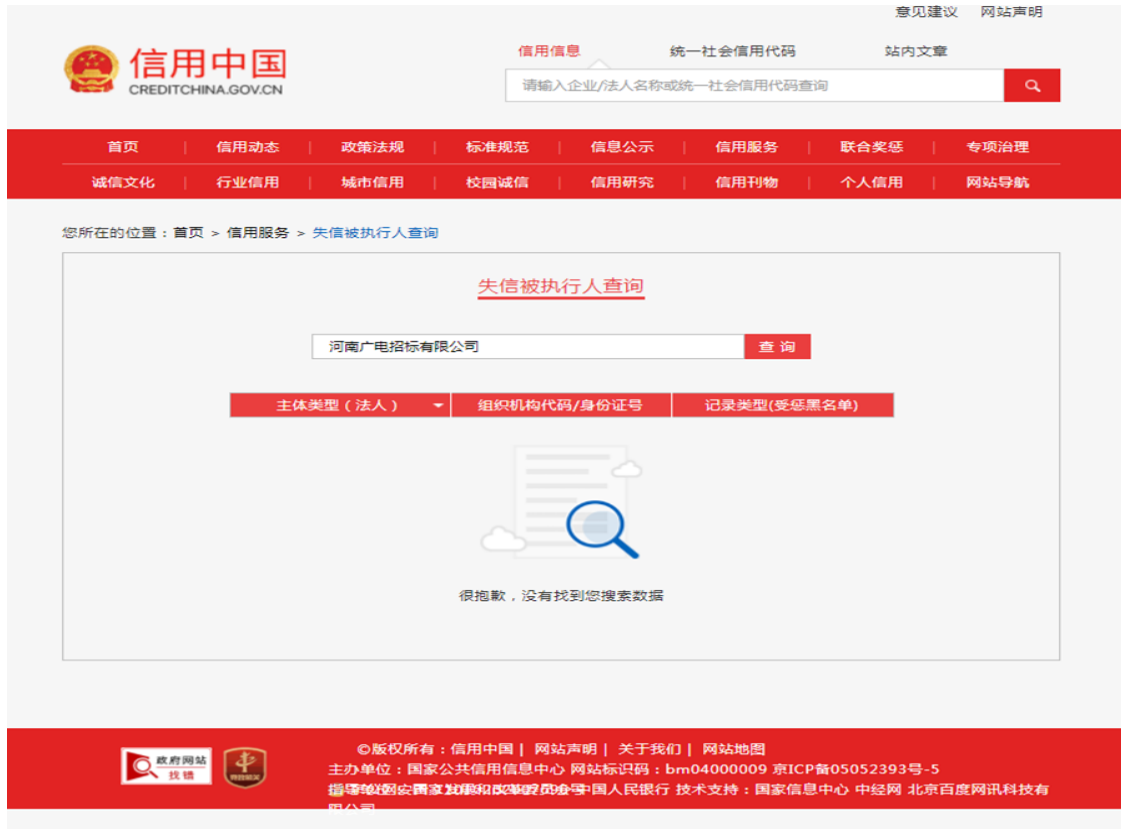 意见建议 网站声明
信用中国
CREDITCHINA.GOV.CN
信用信息 统一社会信用代码 站内文章
请输入企业/法人名称或统一社会信用代码查询
首页 | 信用动态 | 政策法规 | 标准规范 | 信息公示 | 信用服务 | 联合奖惩 | 专项治理
诚信文化 | 行业信用 | 城市信用 | 校园诚信 | 信用研究 | 信用刊物 | 个人信用 | 网站导航
您所在的位置：首页 > 信用服务 > 失信被执行人查询
失信被执行人查询
河南广电招标有限公司 查 询
主体类型（法人） 组织机构代码/身份证号 记录类型(受惩黑名单)
很抱歉，没有找到您搜索数据
政府网站
找错
©版权所有：信用中国 | 网站声明 | 关于我们 | 网站地图
主办单位：国家公共信用信息中心 网站标识码：bm04000009 京ICP备05052393号-5
中国人民银行 技术支持：国家信息中心 中经网 北京百度网讯科技有
限公司